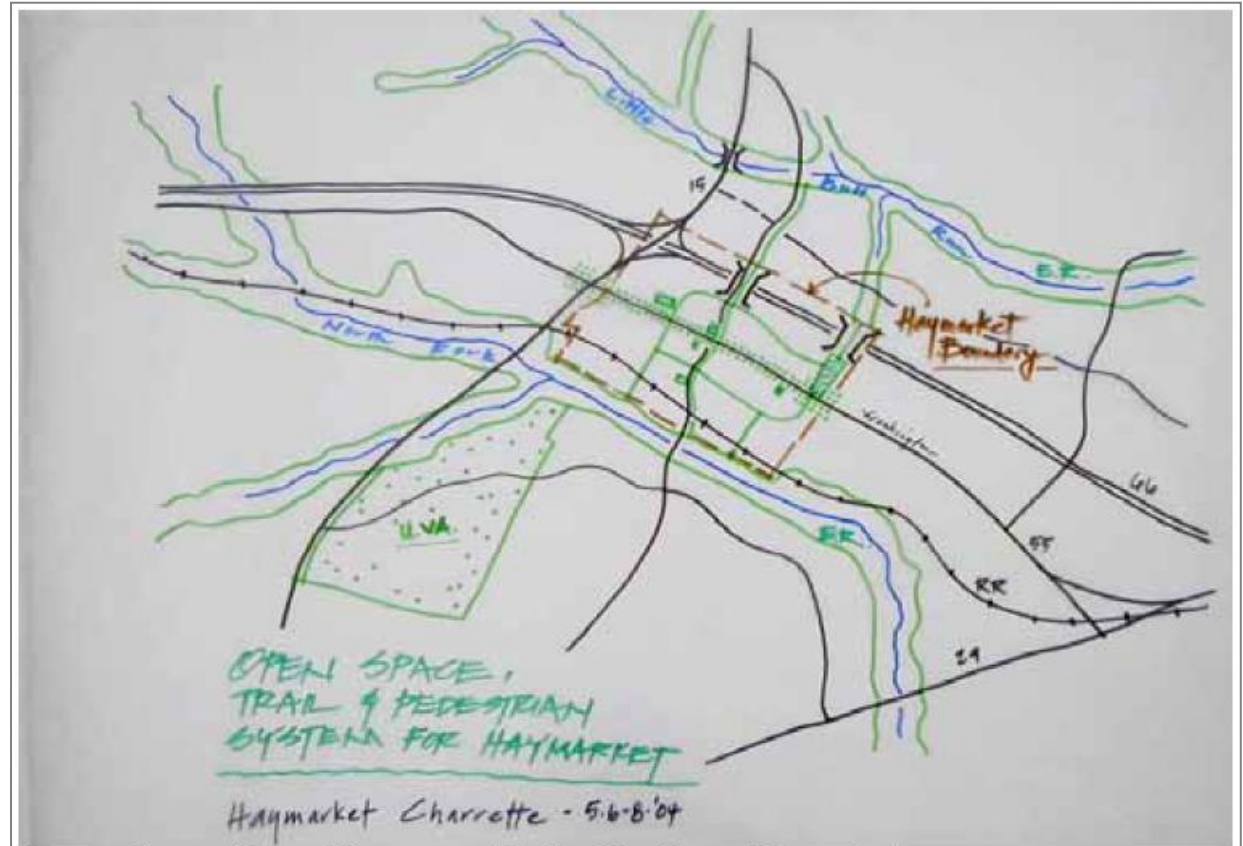 Little
Bull
Run
E.R.
15
Haymarket
Boundary
North Fork
Washington
66
U.VA.
E.R.
55
RR
29
OPEN SPACE,
TRAIL & PEDESTRIAN
SYSTEM FOR HAYMARKET
Haymarket Charrette - 5.6-8.'04